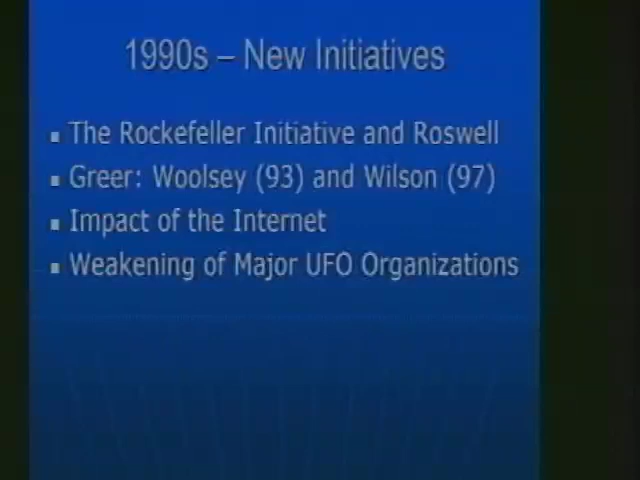 1990s – New Initiatives
The Rockefeller Initiative and Roswell
Greer: Woolsey (93) and Wilson (97)
Impact of the Internet
Weakening of Major UFO Organizations